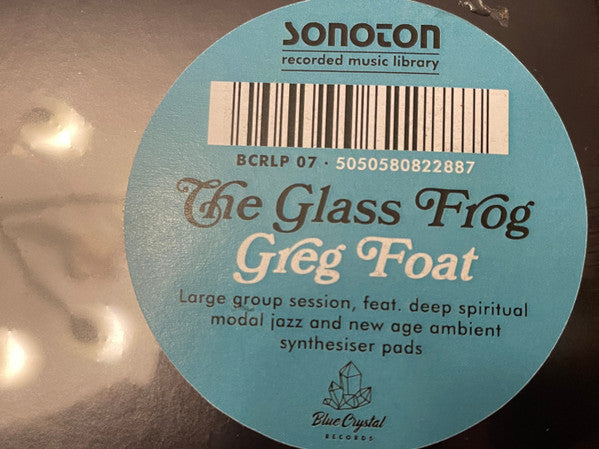 sonoton
recorded music library
BCRLP 07 · 5050580822887
The Glass Frog
Greg Foat
Large group session, feat. deep spiritual
modal jazz and new age ambient
synthesiser pads
Blue Crystal
RECORDS